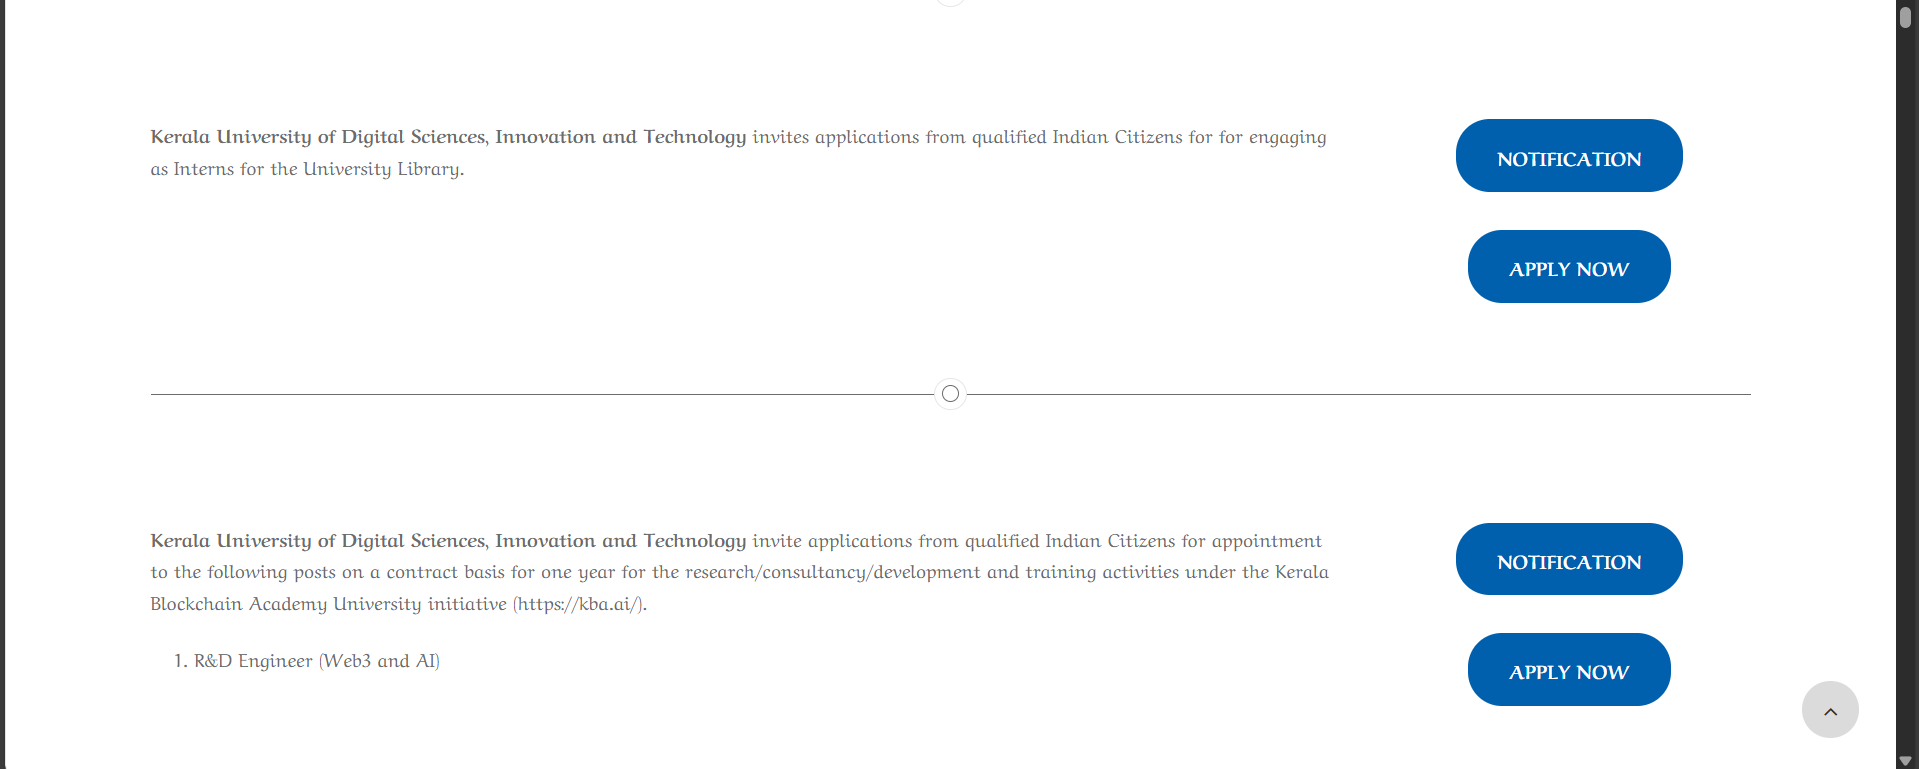 Kerala University of Digital Sciences, Innovation and Technology invites applications from qualified Indian Citizens for for engaging
as Interns for the University Library.
NOTIFICATION
APPLY NOW
Kerala University of Digital Sciences, Innovation and Technology invite applications from qualified Indian Citizens for appointment
to the following posts on a contract basis for one year for the research/consultancy/development and training activities under the Kerala
Blockchain Academy University initiative (https://kba.ai/).
1. R&D Engineer (Web3 and AI)
NOTIFICATION
APPLY NOW